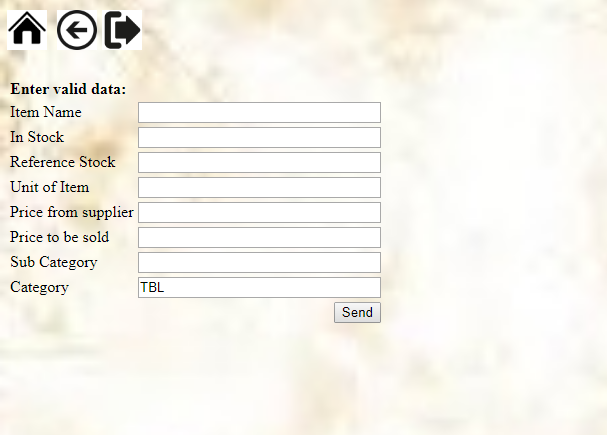 Enter valid data:
Item Name
In Stock
Reference Stock
Unit of Item
Price from supplier
Price to be sold
Sub Category
Category TBL
Send